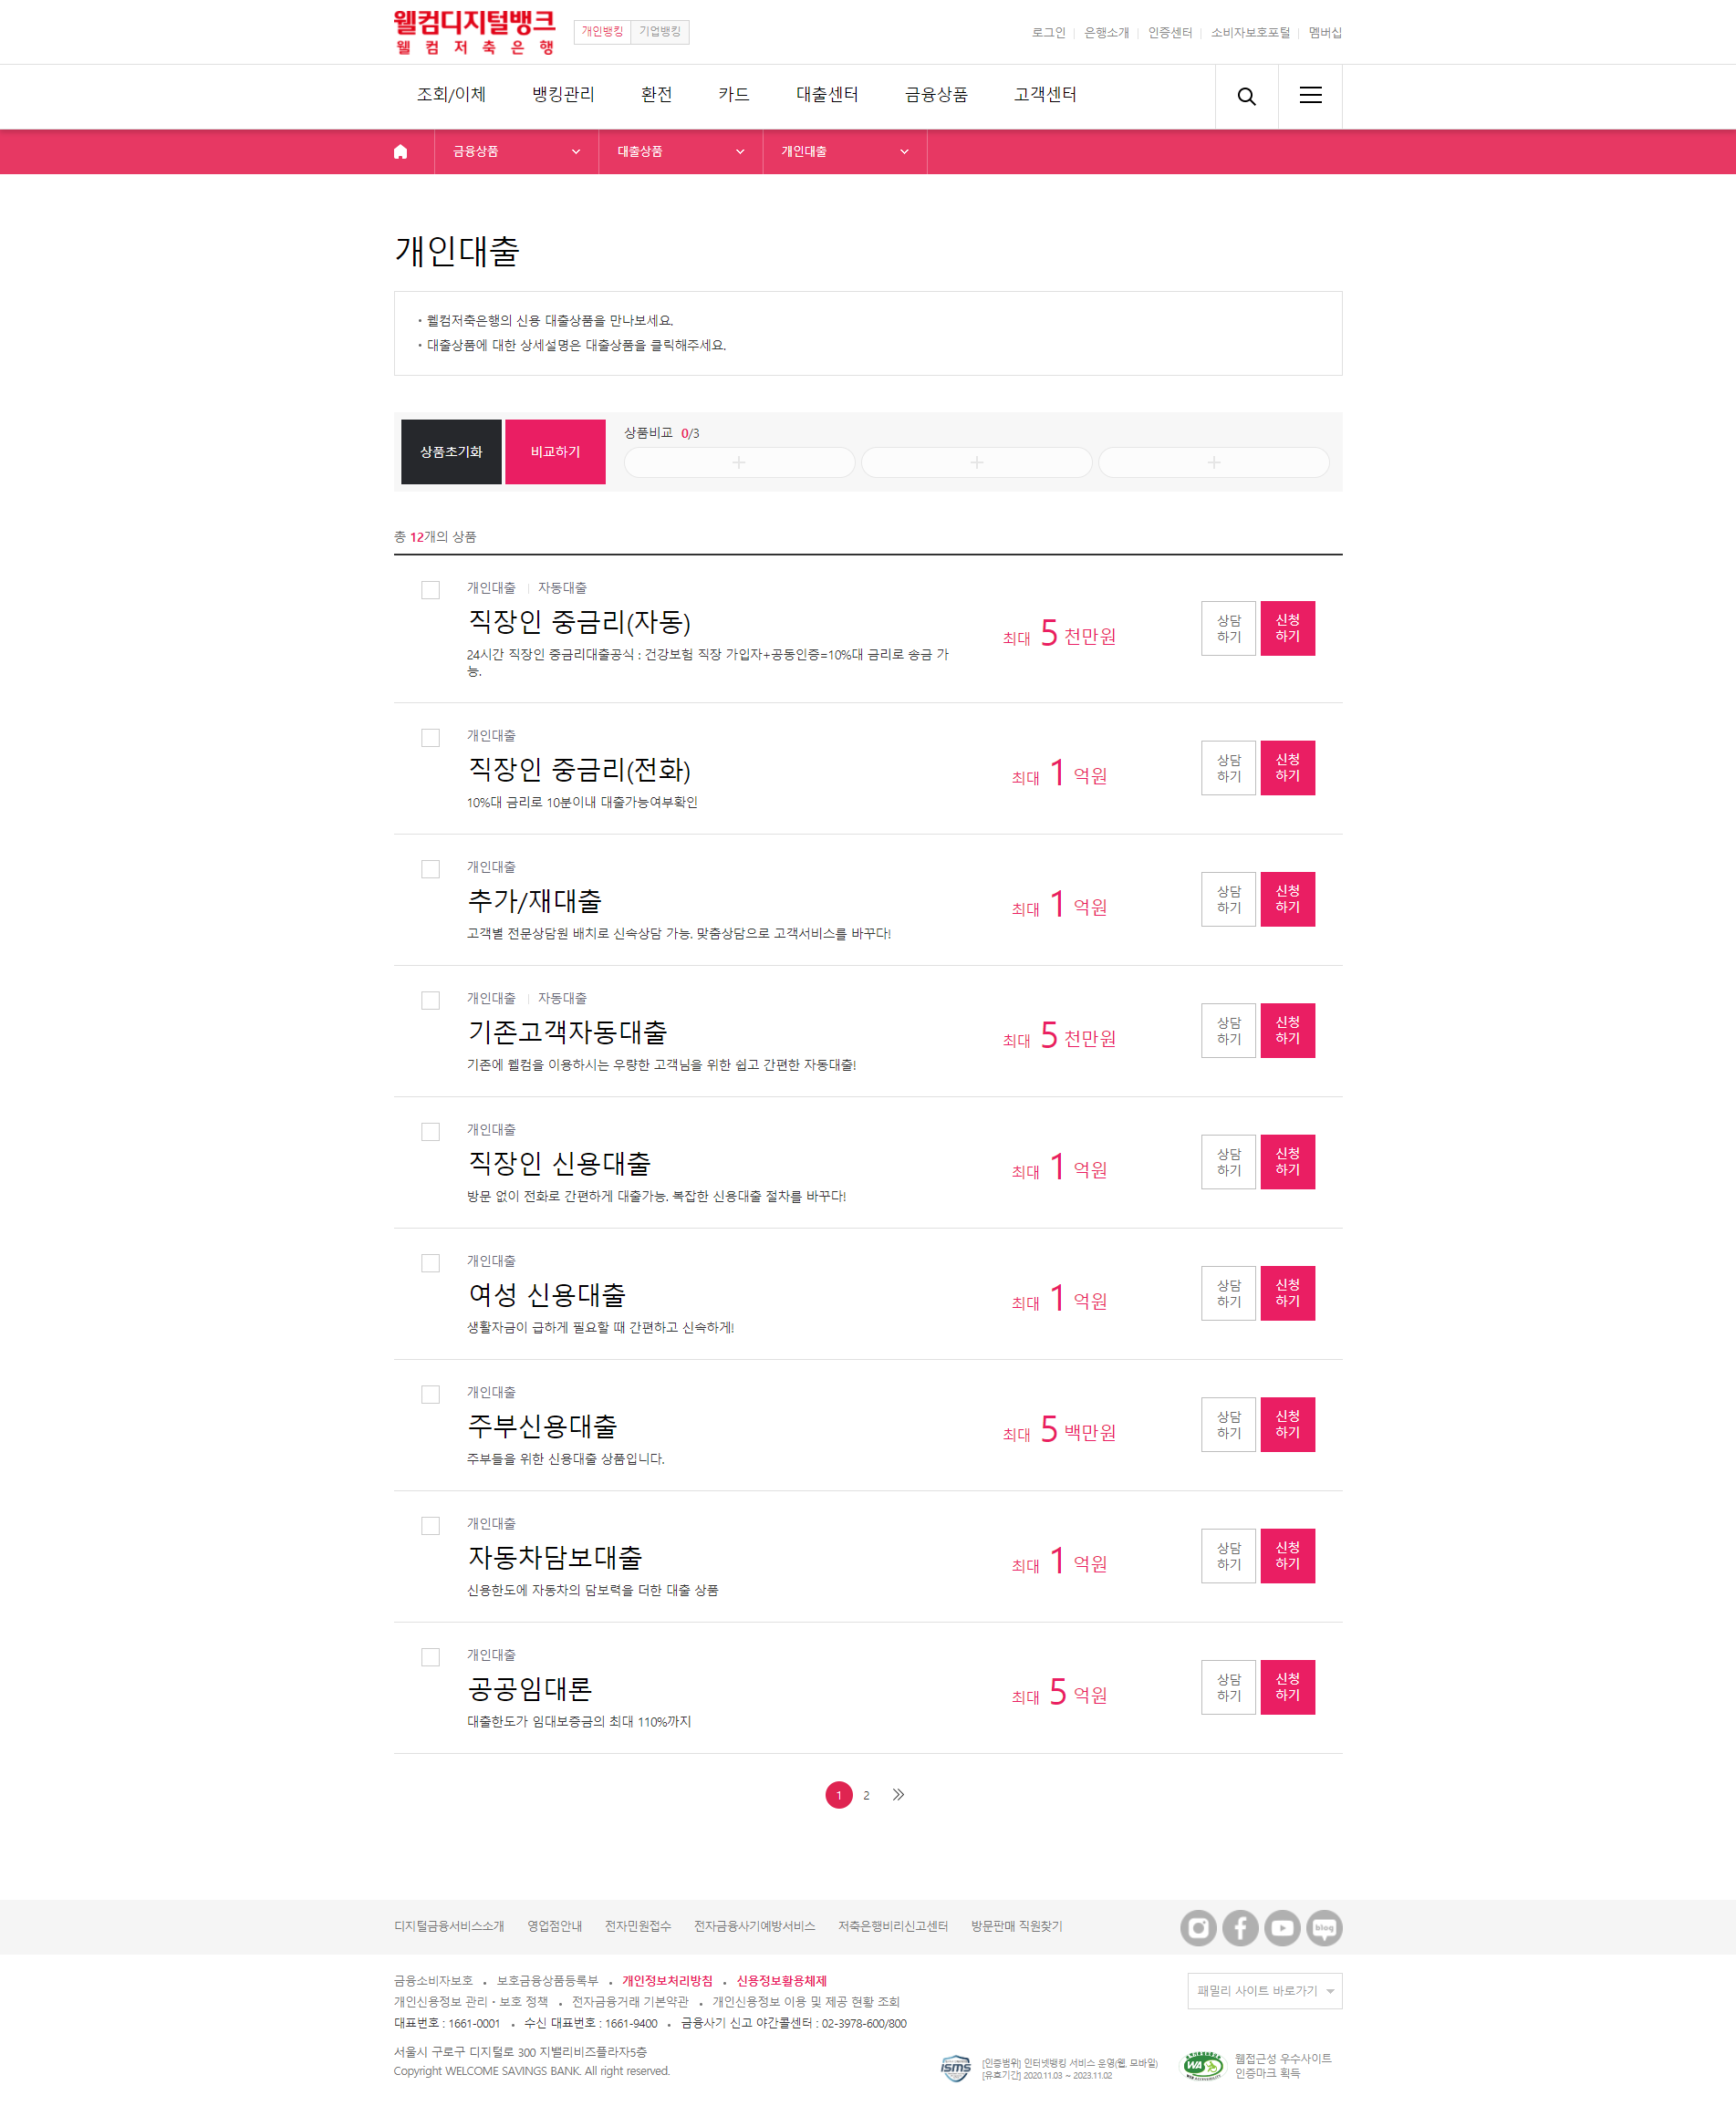 웰컴디지털뱅크
웰컴저축은행
개인뱅킹 기업뱅킹
로그인 은행소개 인증센터 소비자보호포털 멤버십
조회/이체 뱅킹관리 환전 카드 대출센터 금융상품 고객센터
금융상품 대출상품 개인대출
개인대출
• 웰컴저축은행의 신용 대출상품을 만나보세요.
• 대출상품에 대한 상세설명은 대출상품을 클릭해주세요.
상품초기화 비교하기
상품비교 0/3
총 12개의 상품
개인대출 | 자동대출
직장인 중금리(자동)
24시간 직장인 중금리대출공식 : 건강보험 직장 가입자+공동인증=10%대 금리로 송금 가
능.
최대 5 천만원
상담
하기
신청
하기
개인대출
직장인 중금리(전화)
10%대 금리로 10분이내 대출가능여부확인
최대 1 억원
상담
하기
신청
하기
개인대출
추가/재대출
고객별 전문상담원 배치로 신속상담 가능. 맞춤상담으로 고객서비스를 바꾸다!
최대 1 억원
상담
하기
신청
하기
개인대출 | 자동대출
기존고객자동대출
기존에 웰컴을 이용하시는 우량한 고객님을 위한 쉽고 간편한 자동대출!
최대 5 천만원
상담
하기
신청
하기
개인대출
직장인 신용대출
방문 없이 전화로 간편하게 대출가능. 복잡한 신용대출 절차를 바꾸다!
최대 1 억원
상담
하기
신청
하기
개인대출
여성 신용대출
생활자금이 급하게 필요할 때 간편하고 신속하게!
최대 1 억원
상담
하기
신청
하기
개인대출
주부신용대출
주부들을 위한 신용대출 상품입니다.
최대 5 백만원
상담
하기
신청
하기
개인대출
자동차담보대출
신용한도에 자동차의 담보력을 더한 대출 상품
최대 1 억원
상담
하기
신청
하기
개인대출
공공임대론
대출한도가 임대보증금의 최대 110%까지
최대 5 억원
상담
하기
신청
하기
1 2
디지털금융서비스소개 영업점안내 전자민원접수 전자금융사기예방서비스 저축은행비리신고센터 방문판매 직원찾기
blog
금융소비자보호 • 보호금융상품등록부 • 개인정보처리방침 • 신용정보활용체제
개인신용정보 관리・보호 정책 • 전자금융거래 기본약관 • 개인신용정보 이용 및 제공 현황 조회
대표번호 : 1661-0001 • 수신 대표번호 : 1661-9400 • 금융사기 신고 야간콜센터 : 02-3978-600/800
패밀리 사이트 바로가기
서울시 구로구 디지털로 300 지밸리비즈플라자5층
Copyright WELCOME SAVINGS BANK. All right reserved.
ISMS
[인증범위] 인터넷뱅킹 서비스 운영(웹, 모바일)
[유효기간] 2020.11.03 ~ 2023.11.02
WA
웹접근성 우수사이트
인증마크 획득